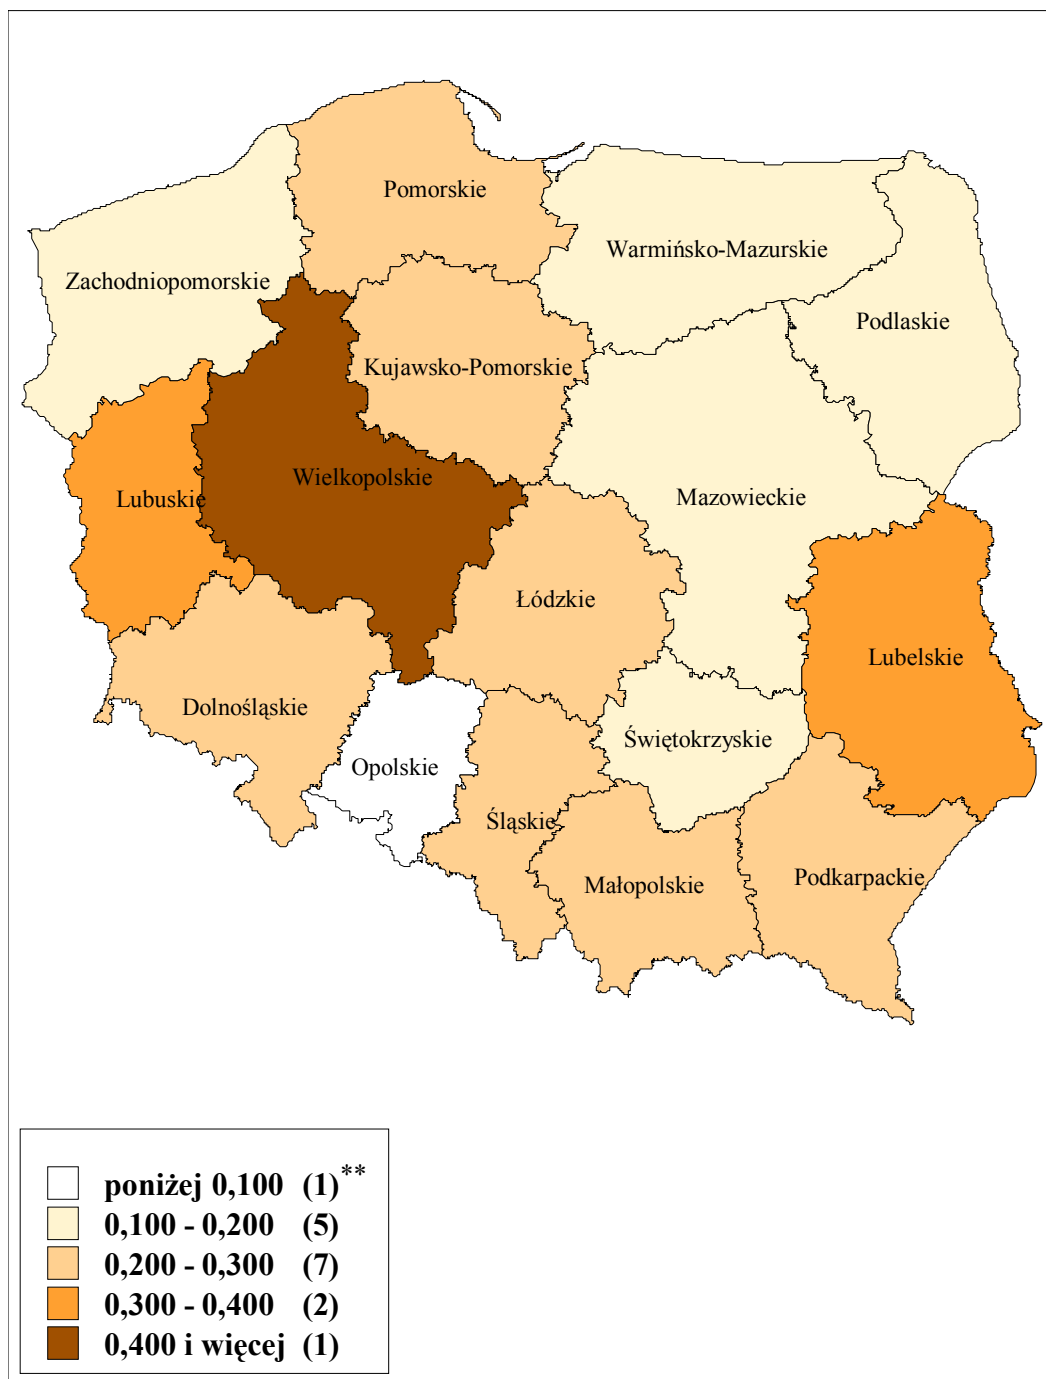 Pomorskie
Warmińsko-Mazurskie
Zachodniopomorskie
Podlaskie
Kujawsko-Pomorskie
Wielkopolskie
Lubuskie
Mazowieckie
Łódzkie
Lubelskie
Dolnośląskie
Świętokrzyskie
Opolskie
Śląskie
Podkarpackie
Małopolskie
poniżej 0,100 (1)**
0,100 - 0,200 (5)
0,200 - 0,300 (7)
0,300 - 0,400 (2)
0,400 i więcej (1)